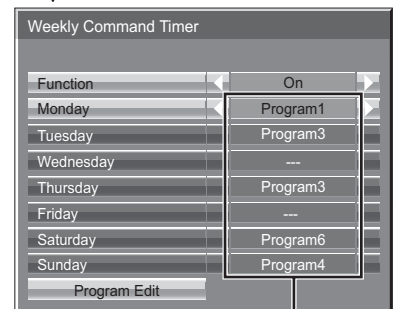 Weekly Command Timer
Function On
Monday Program1
Tuesday Program3
Wednesday ---
Thursday Program3
Friday ---
Saturday Program6
Sunday Program4
Program Edit